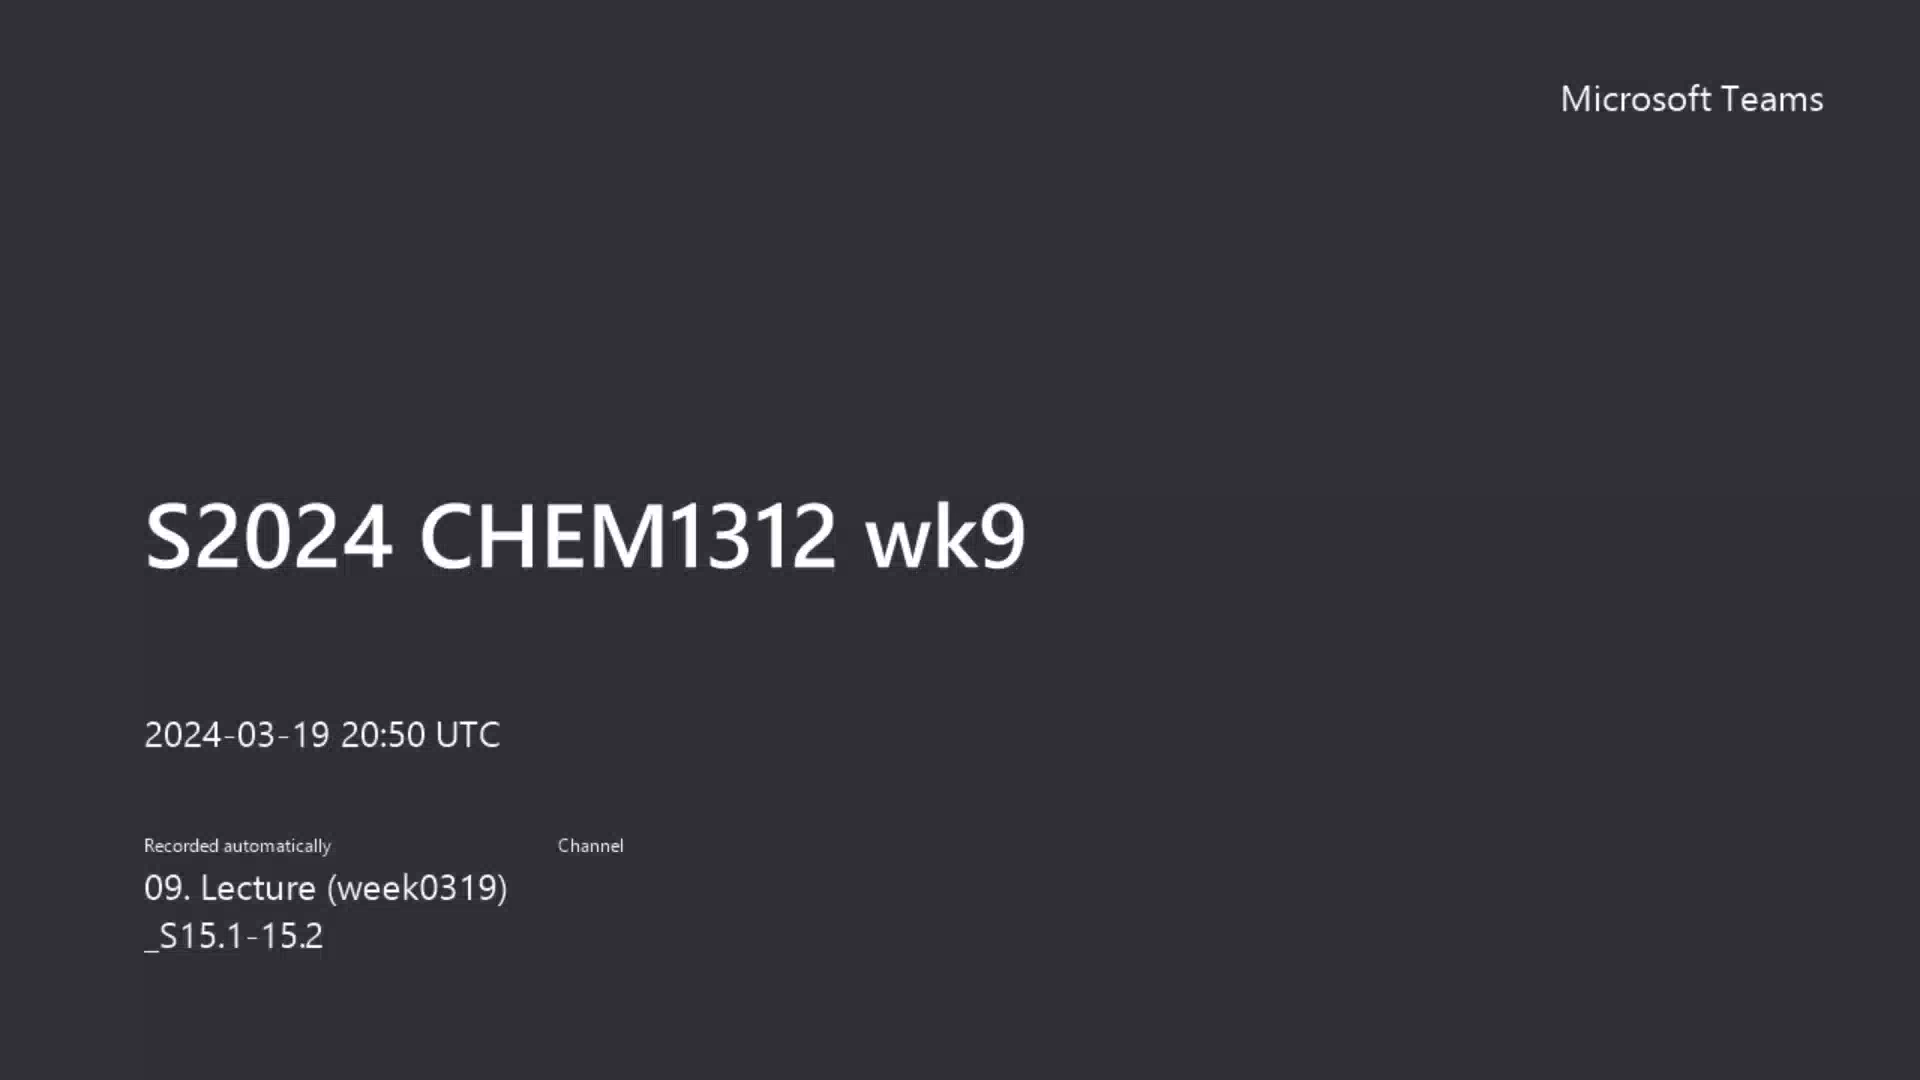 Microsoft Teams
S2024 CHEM1312 wk9
2024-03-19 20:50 UTC
Recorded automatically
Channel
09. Lecture (week0319)
_S15.1-15.2